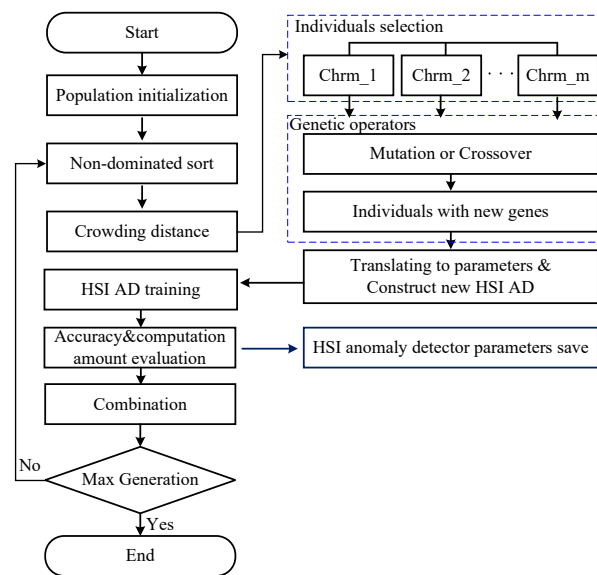 Start
Population initialization
Non-dominated sort
Crowding distance
Individuals selection
Chrm_1
Chrm_2
· · ·
Chrm_m
Genetic operators
Mutation or Crossover
Individuals with new genes
Translating to parameters &
Construct new HSI AD
HSI AD training
Accuracy&computation
amount evaluation
HSI anomaly detector parameters save
Combination
No
Max Generation
Yes
End